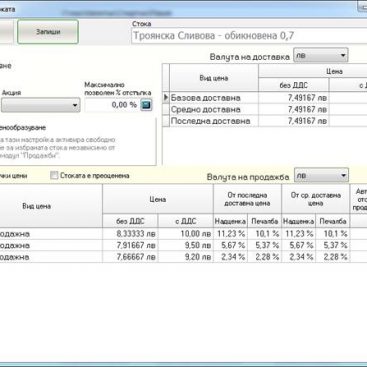 оката
Запиши
Стока
Троянска Сливова - обикновена 0,7
Валута на доставка лв
Акция
Максимално
позволен % отстъпка
0,00 %
Вид цена
Цена
без ДДС
с Д
Базова доставна 7,49167 лв
Средно доставна 7,49167 лв
Последна доставна 7,49167 лв
енообразуване
а тази настройка активира свободно
е за избраната стока независимо от
модул "Продажби".
чки цени
Стоката е преоценена
Валута на продажба лв
Вид цена
Цена
От последна
доставна цена
От ср. доставна
цена
Авт
отс
прод
без ДДС с ДДС Надценка Печалба Надценка Печалба
одажна 8,33333 лв 10,00 лв 11,23 % 10,1 % 11,23 % 10,1 %
одажна 7,91667 лв 9,50 лв 5,67 % 5,37 % 5,67 % 5,37 %
одажна 7,66667 лв 9,20 лв 2,34 % 2,28 % 2,34 % 2,28 %